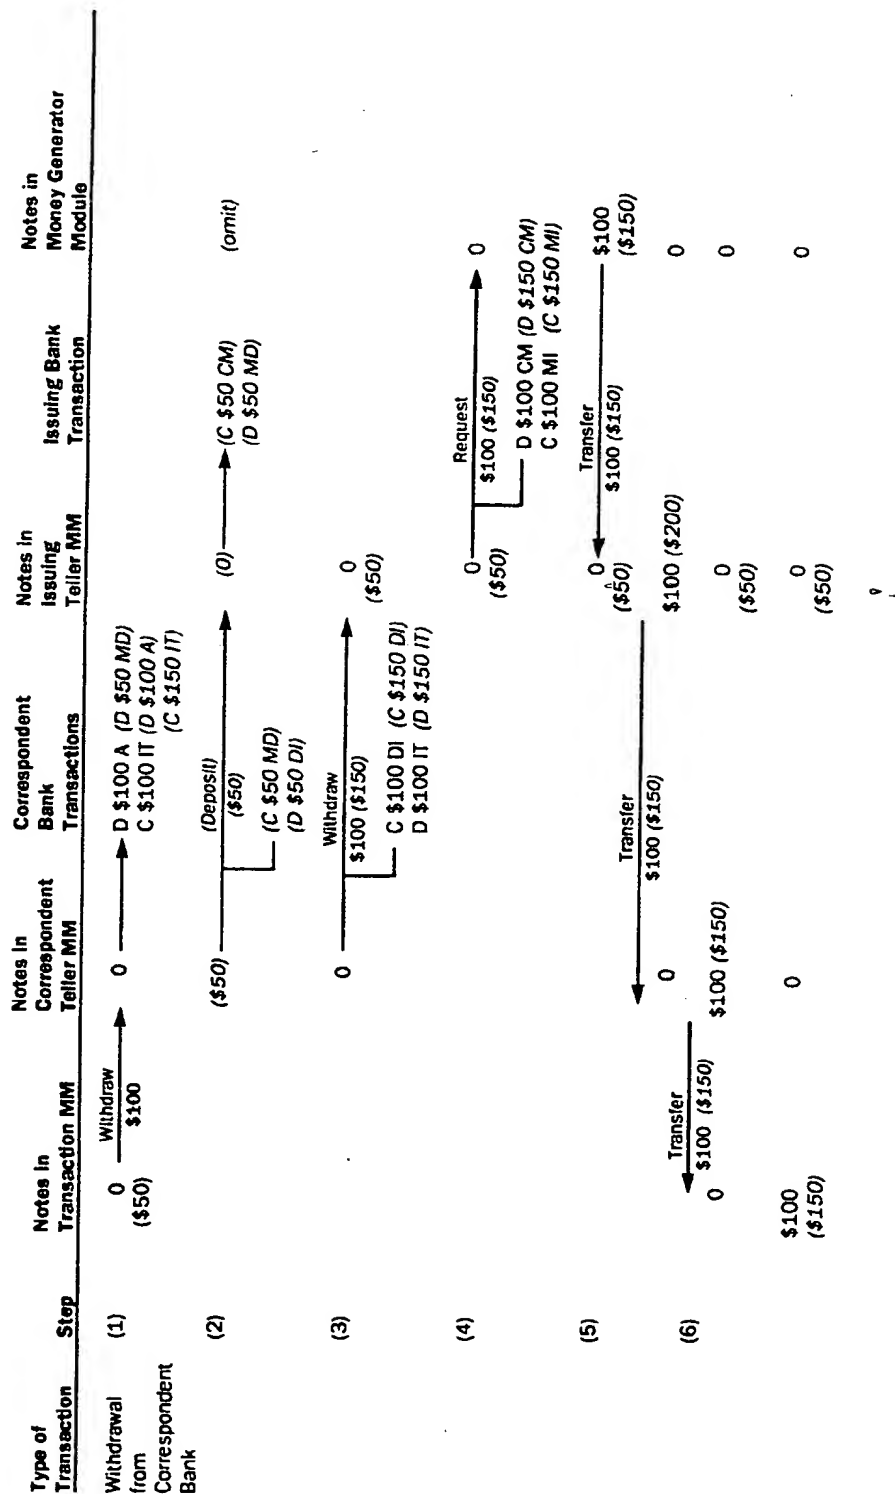 Type of
Transaction
Step
Notes in
Transaction MM
Notes in
Correspondent
Teller MM
Correspondent
Bank
Transactions
Notes in
Issuing
Teller MM
Issuing Bank
Transaction
Notes in
Money Generator
Module
Withdrawal
from
Correspondent
Bank
(1)
0
($50)
Withdraw
$100
0
D $100 A (D $50 MD)
C $100 IT (D $100 A)
(C $150 IT)
(2)
($50)
(Deposit)
($50)
(C $50 MD)
(D $50 DI)
(0)
(C $50 CM)
(D $50 MD)
(omit)
(3)
0
Withdraw
$100 ($150)
C $100 DI (C $150 DI)
D $100 IT (D $150 IT)
0
($50)
(4)
0
($50)
Request
$100 ($150)
D $100 CM (D $150 CM)
C $100 MI (C $150 MI)
0
(5)
0
($50)
Transfer
$100 ($150)
$100
($150)
Transfer
$100 ($150)
0
$100 ($200)
0
(6)
Transfer
$100 ($150)
0
$100 ($150)
0
($50)
0
$100
($150)
0
0
($50)
0